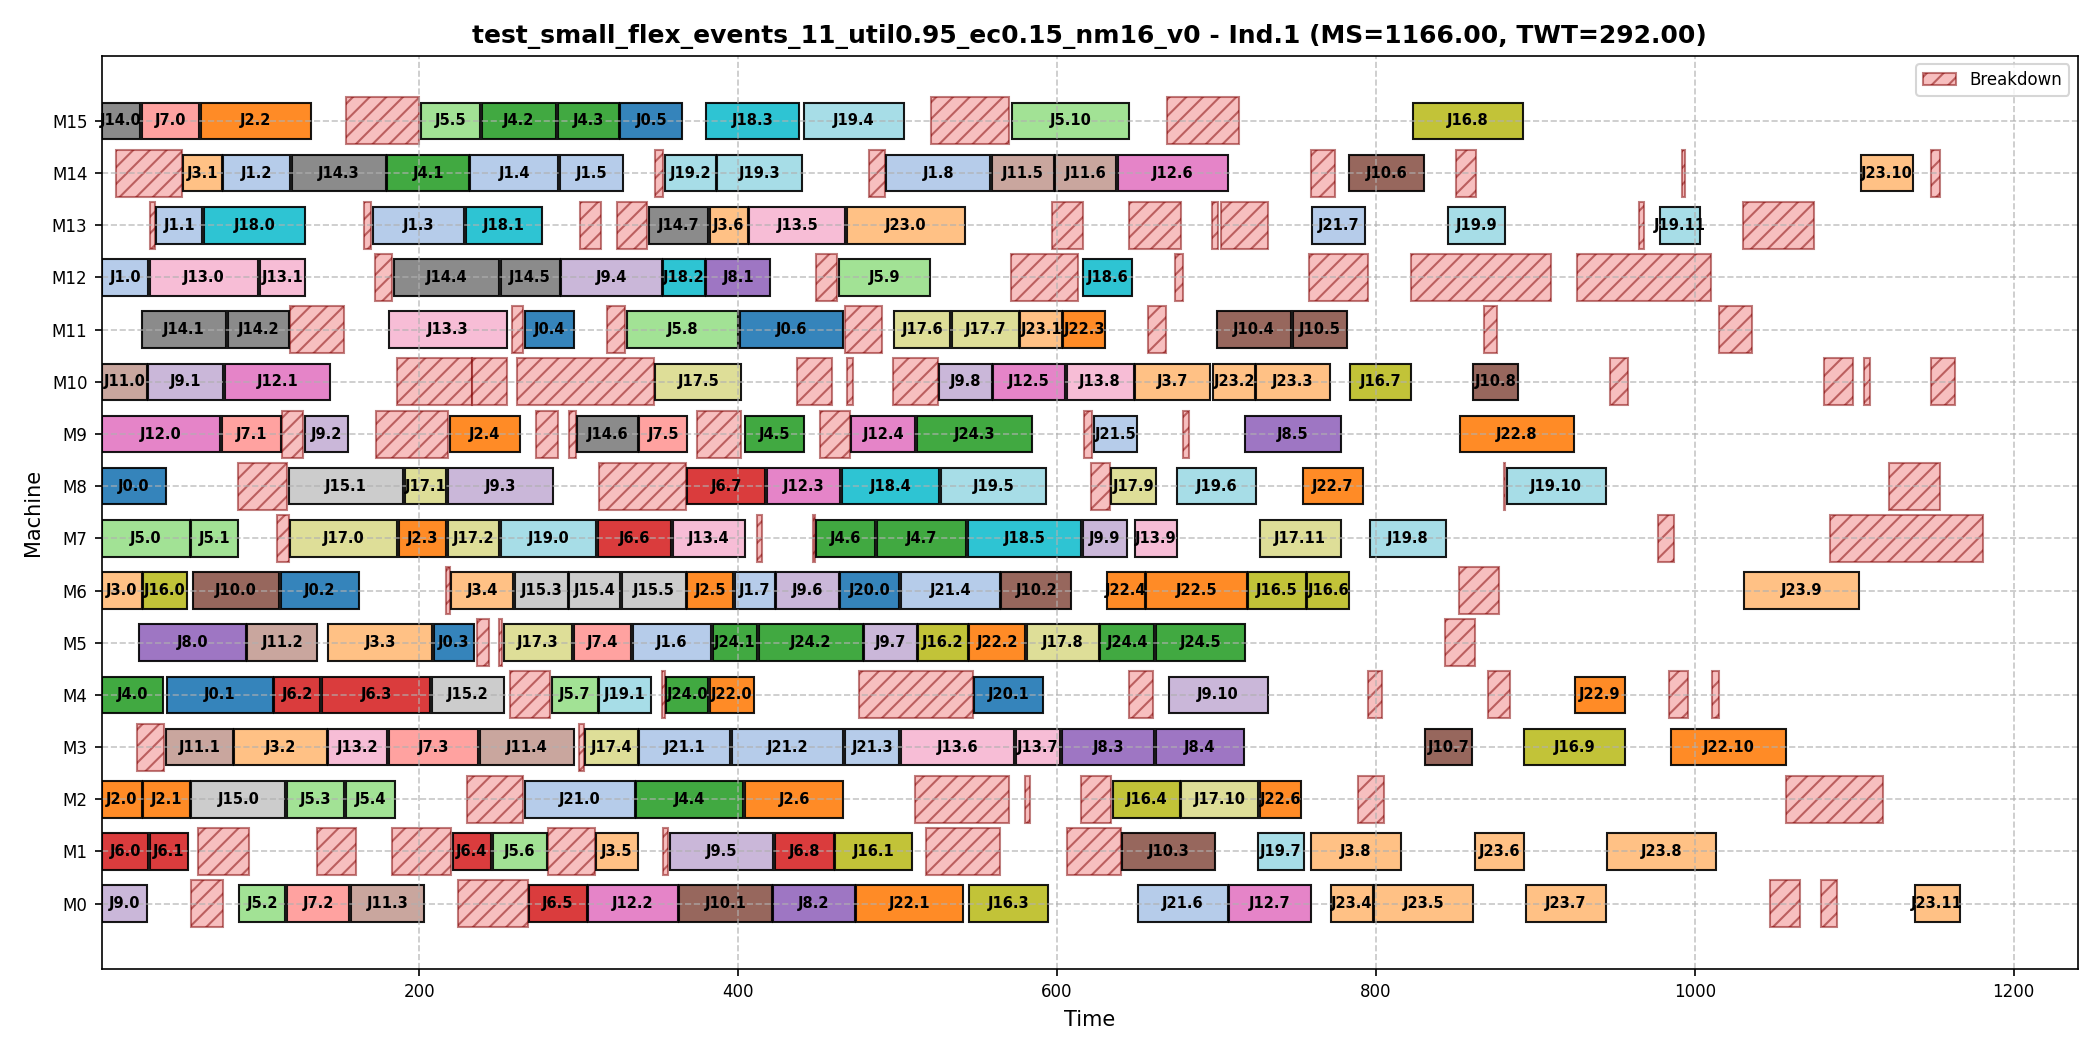 test_small_flex_events_11_util0.95_ec0.15_nm16_v0 - Ind.1 (MS=1166.00, TWT=292.00)
Breakdown
M15 J14.0 J7.0 J2.2 J5.5 J4.2 J4.3 J0.5 J18.3 J19.4 J5.10 J16.8
M14 J3.1 J1.2 J14.3 J4.1 J1.4 J1.5 J19.2 J19.3 J1.8 J11.5 J11.6 J12.6 J10.6 J23.10
M13 J1.1 J18.0 J1.3 J18.1 J14.7 J3.6 J13.5 J23.0 J21.7 J19.9 J19.11
M12 J1.0 J13.0 J13.1 J14.4 J14.5 J9.4 J18.2 J8.1 J5.9 J18.6
M11 J14.1 J14.2 J13.3 J0.4 J5.8 J0.6 J17.6 J17.7 J23.1 J22.3 J10.4 J10.5
M10 J11.0 J9.1 J12.1 J17.5 J9.8 J12.5 J13.8 J3.7 J23.2 J23.3 J16.7 J10.8
M9 J12.0 J7.1 J9.2 J2.4 J14.6 J7.5 J4.5 J12.4 J24.3 J21.5 J8.5 J22.8
M8 J0.0 J15.1 J17.1 J9.3 J6.7 J12.3 J18.4 J19.5 J17.9 J19.6 J22.7 J19.10
M7 J5.0 J5.1 J17.0 J2.3 J17.2 J19.0 J6.6 J13.4 J4.6 J4.7 J18.5 J9.9 J13.9 J17.11 J19.8
M6 J3.0 J16.0 J10.0 J0.2 J3.4 J15.3 J15.4 J15.5 J2.5 J1.7 J9.6 J20.0 J21.4 J10.2 J22.4 J22.5 J16.5 J16.6 J23.9
M5 J8.0 J11.2 J3.3 J0.3 J17.3 J7.4 J1.6 J24.1 J24.2 J9.7 J16.2 J22.2 J17.8 J24.4 J24.5
M4 J4.0 J0.1 J6.2 J6.3 J15.2 J5.7 J19.1 J24.0 J22.0 J20.1 J9.10 J22.9
M3 J11.1 J3.2 J13.2 J7.3 J11.4 J17.4 J21.1 J21.2 J21.3 J13.6 J13.7 J8.3 J8.4 J10.7 J16.9 J22.10
M2 J2.0 J2.1 J15.0 J5.3 J5.4 J21.0 J4.4 J2.6 J16.4 J17.10 J22.6
M1 J6.0 J6.1 J6.4 J5.6 J3.5 J9.5 J6.8 J16.1 J10.3 J19.7 J3.8 J23.6 J23.8
M0 J9.0 J5.2 J7.2 J11.3 J6.5 J12.2 J10.1 J8.2 J22.1 J16.3 J21.6 J12.7 J23.4 J23.5 J23.7 J23.11
Machine
200 400 600 800 1000 1200
Time